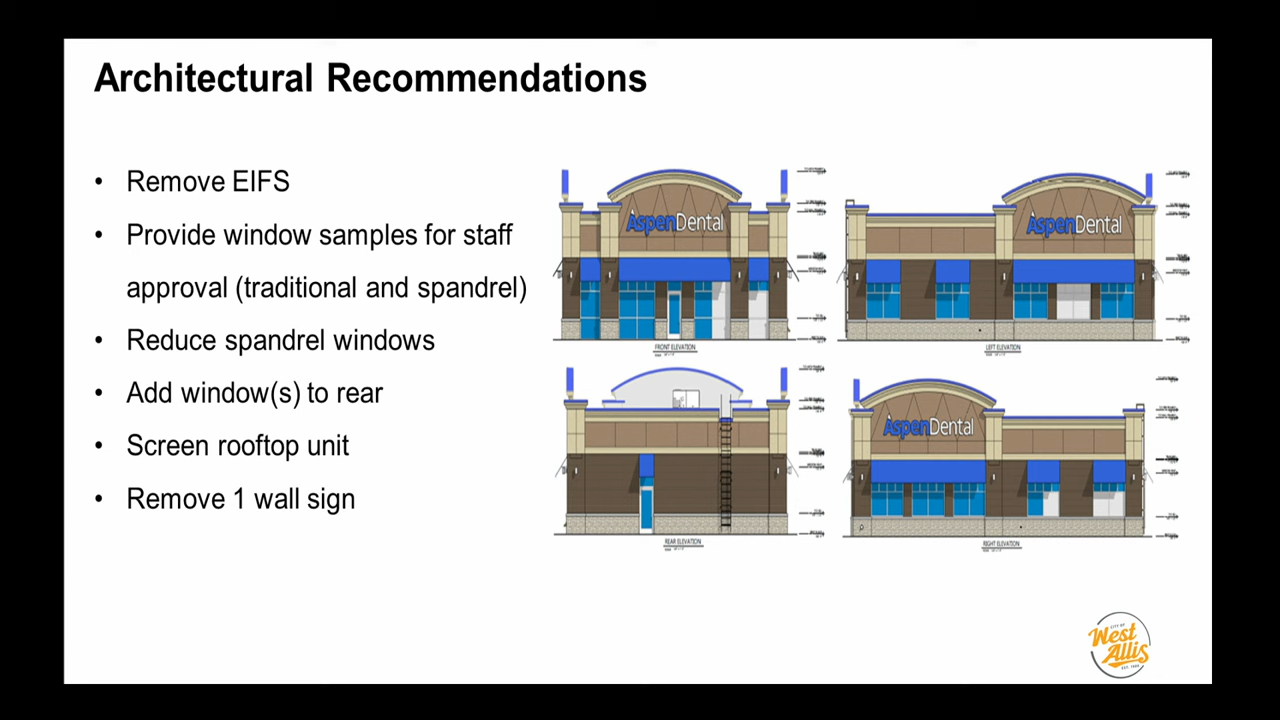 Architectural Recommendations
• Remove EIFS
• Provide window samples for staff
approval (traditional and spandrel)
• Reduce spandrel windows
• Add window(s) to rear
• Screen rooftop unit
• Remove 1 wall sign
AspenDental
FRONT ELEVATION
AspenDental
LEFT ELEVATION
REAR ELEVATION
AspenDental
RIGHT ELEVATION
CITY OF
West
Allis